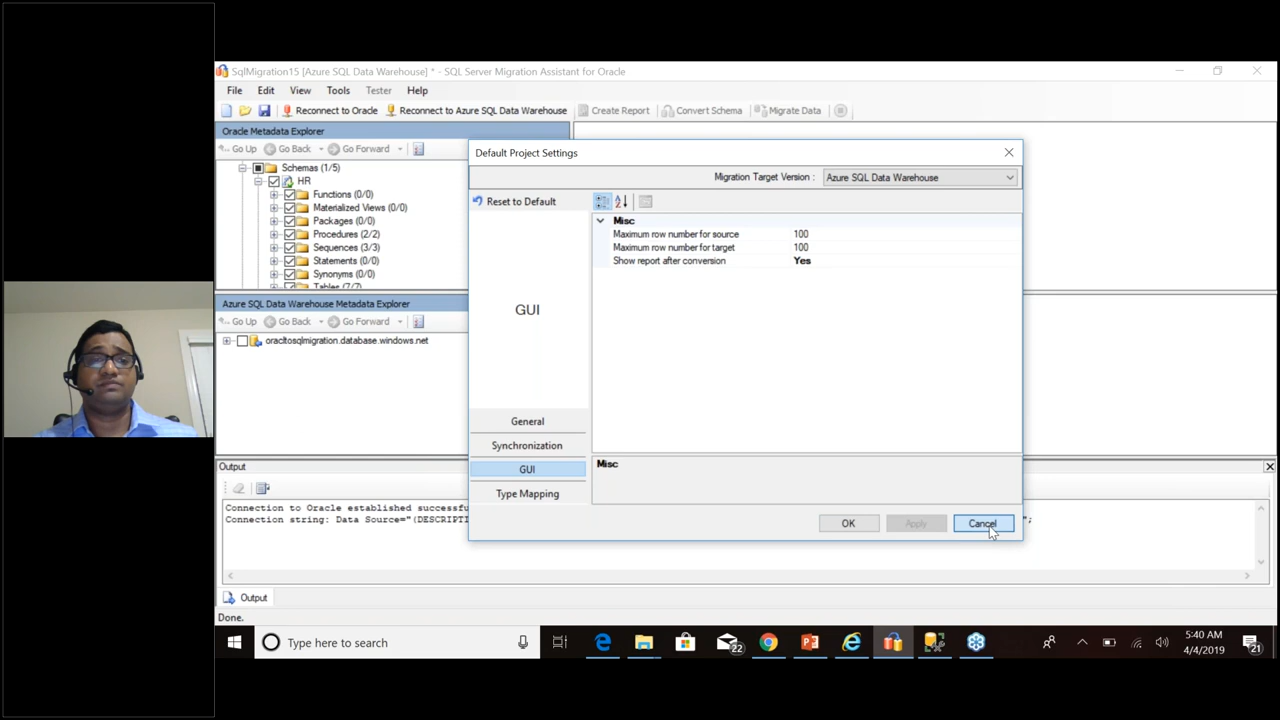 SqlMigration15 [Azure SQL Data Warehouse] * - SQL Server Migration Assistant for Oracle
File Edit View Tools Tester Help
Reconnect to Oracle Reconnect to Azure SQL Data Warehouse Create Report Convert Schema Migrate Data
Oracle Metadata Explorer
Go Up Go Back Go Forward
Schemas (1/5)
HR
Functions (0/0)
Materialized Views (0/0)
Packages (0/0)
Procedures (2/2)
Sequences (3/3)
Statements (0/0)
Synonyms (0/0)
Tables (7/7)
Azure SQL Data Warehouse Metadata Explorer
Go Up Go Back Go Forward
oracltosqlmigration.database.windows.net
Default Project Settings
Migration Target Version : Azure SQL Data Warehouse
Reset to Default
GUI
General
Synchronization
GUI
Type Mapping
Misc
Maximum row number for source 100
Maximum row number for target 100
Show report after conversion Yes
Misc
OK Apply Cancel
Output
Connection to Oracle established successfu
Connection string: Data Source="(DESCRIPTI ";
Output
Done.
Type here to search
22
5:40 AM
4/4/2019
21